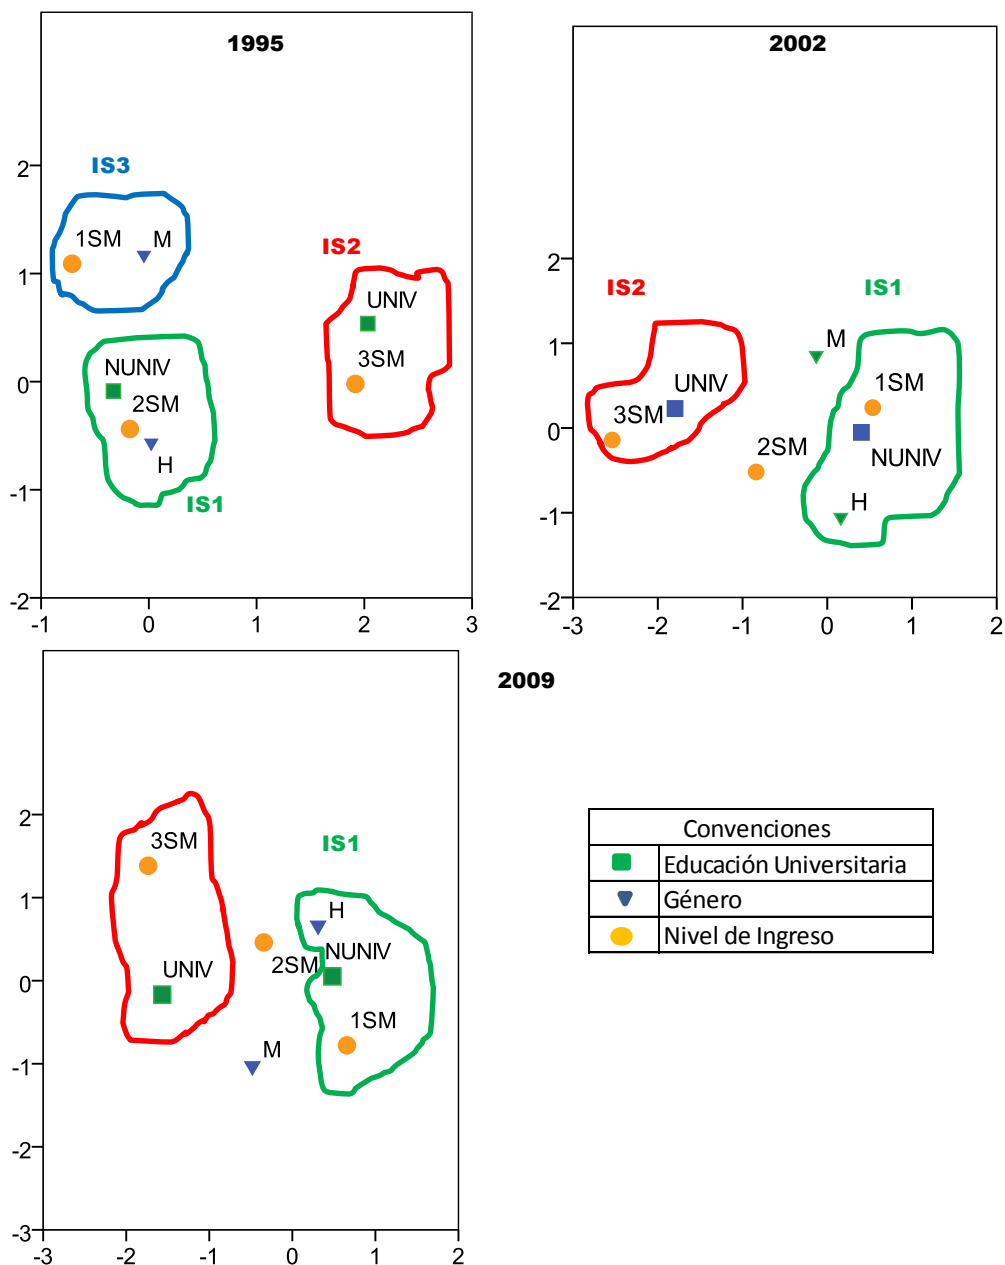 1995
2
1
0
-1
-2
-1
0
1
2
3
IS3
1SM
M
IS2
UNIV
3SM
NUNIV
2SM
H
IS1
2002
2
1
0
-1
-2
-3
-2
-1
0
1
2
IS2
IS1
M
UNIV
1SM
3SM
2SM
NUNIV
H
2009
2
1
0
-1
-2
-3
-3
-2
-1
0
1
2
3SM
IS1
H
2SM
NUNIV
UNIV
1SM
M
Convenciones
Educación Universitaria
Género
Nivel de Ingreso